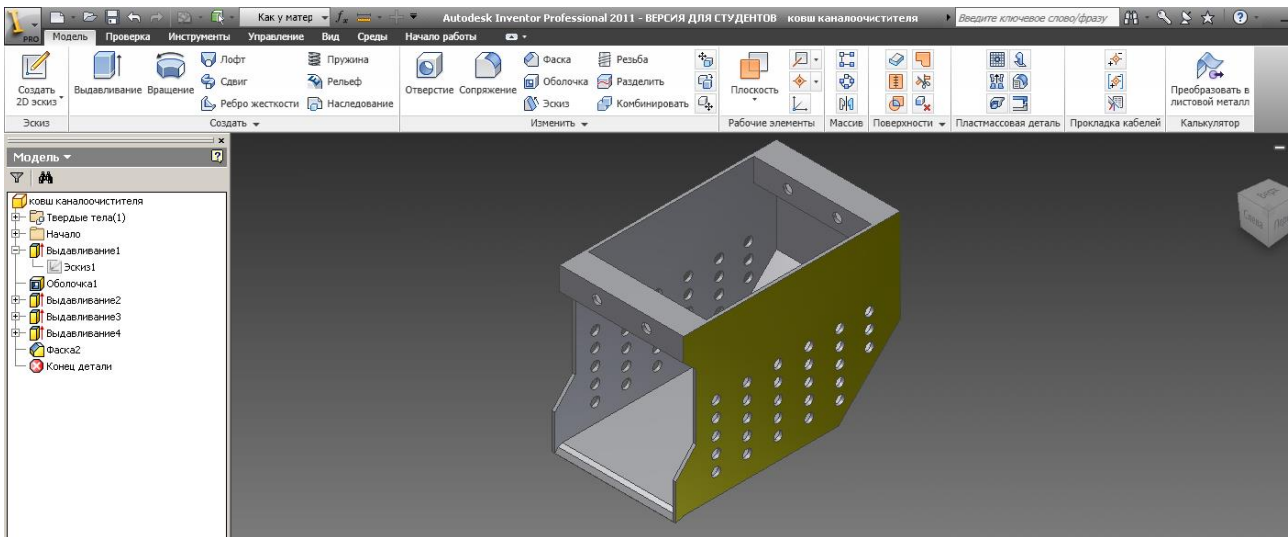 Как у матер
Autodesk Inventor Professional 2011 - ВЕРСИЯ ДЛЯ СТУДЕНТОВ ковш каналоочистителя
Введите ключевое слово/фразу
PRO
Модель Проверка Инструменты Управление Вид Среды Начало работы
Создать 2D эскиз
Выдавливание Вращение
Лофт
Сдвиг
Ребро жесткости
Пружина
Рельеф
Наследование
Отверстие Сопряжение
Фаска
Оболочка
Эскиз
Резьба
Разделить
Комбинировать
Плоскость
Преобразовать в листовой металл
Эскиз Создать Изменить Рабочие элементы Массив Поверхности Пластмассовая деталь Прокладка кабелей Калькулятор
Модель
ковш каналоочистителя
Твердые тела(1)
Начало
Выдавливание1
Эскиз1
Оболочка1
Выдавливание2
Выдавливание3
Выдавливание4
Фаска2
Конец детали